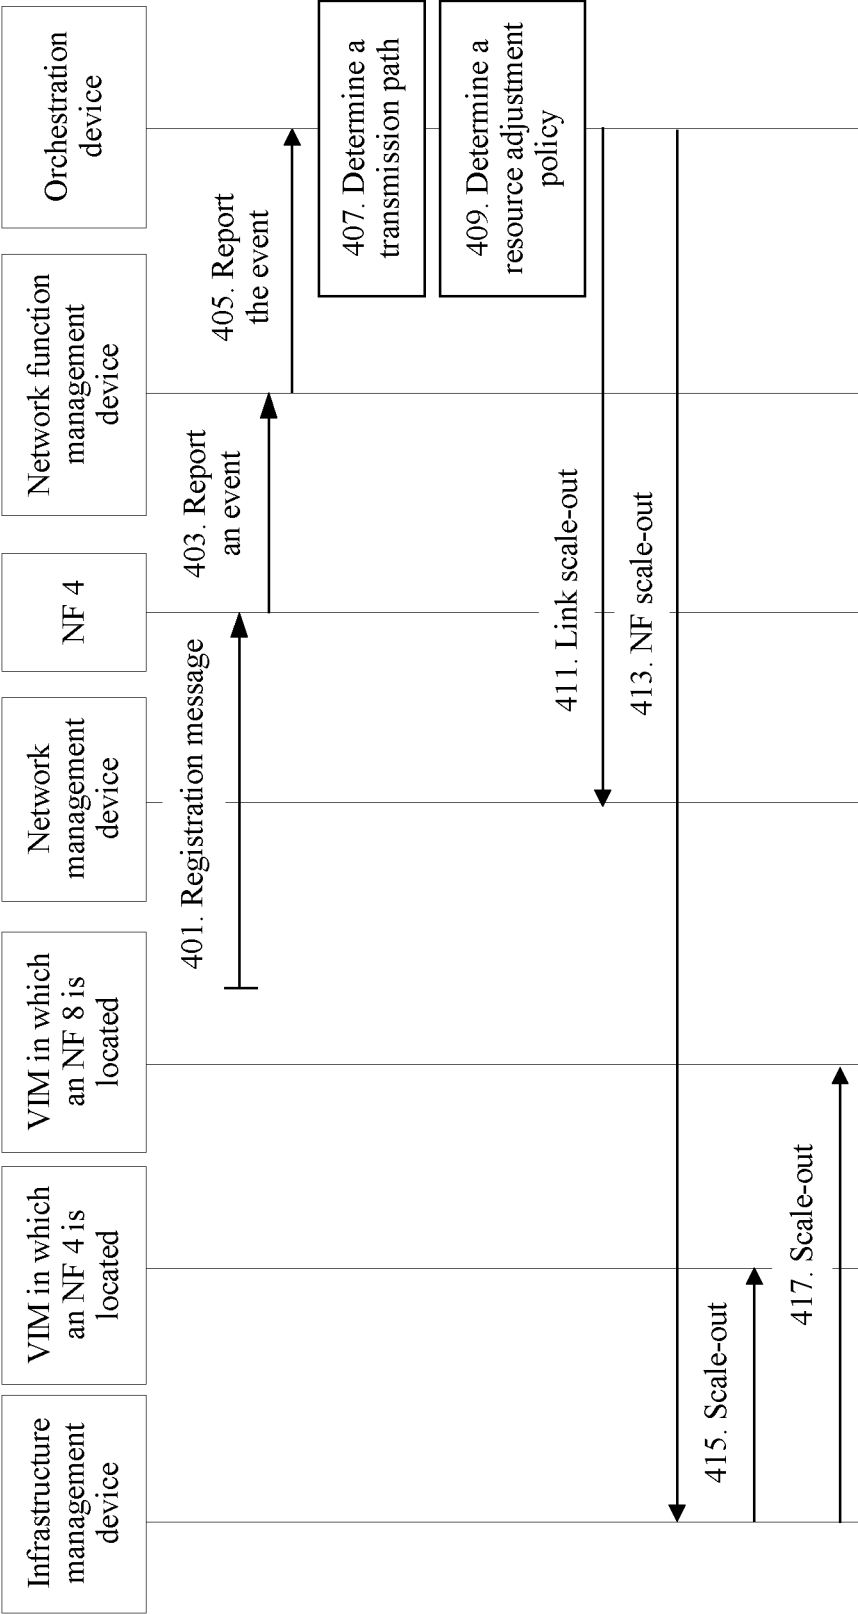 Infrastructure
management
device
VIM in which
an NF 4 is
located
VIM in which
an NF 8 is
located
Network
management
device
NF 4
Network function
management
device
Orchestration
device
401. Registration message
403. Report
an event
405. Report
the event
407. Determine a
transmission path
409. Determine a
resource adjustment
policy
411. Link scale-out
413. NF scale-out
415. Scale-out
417. Scale-out